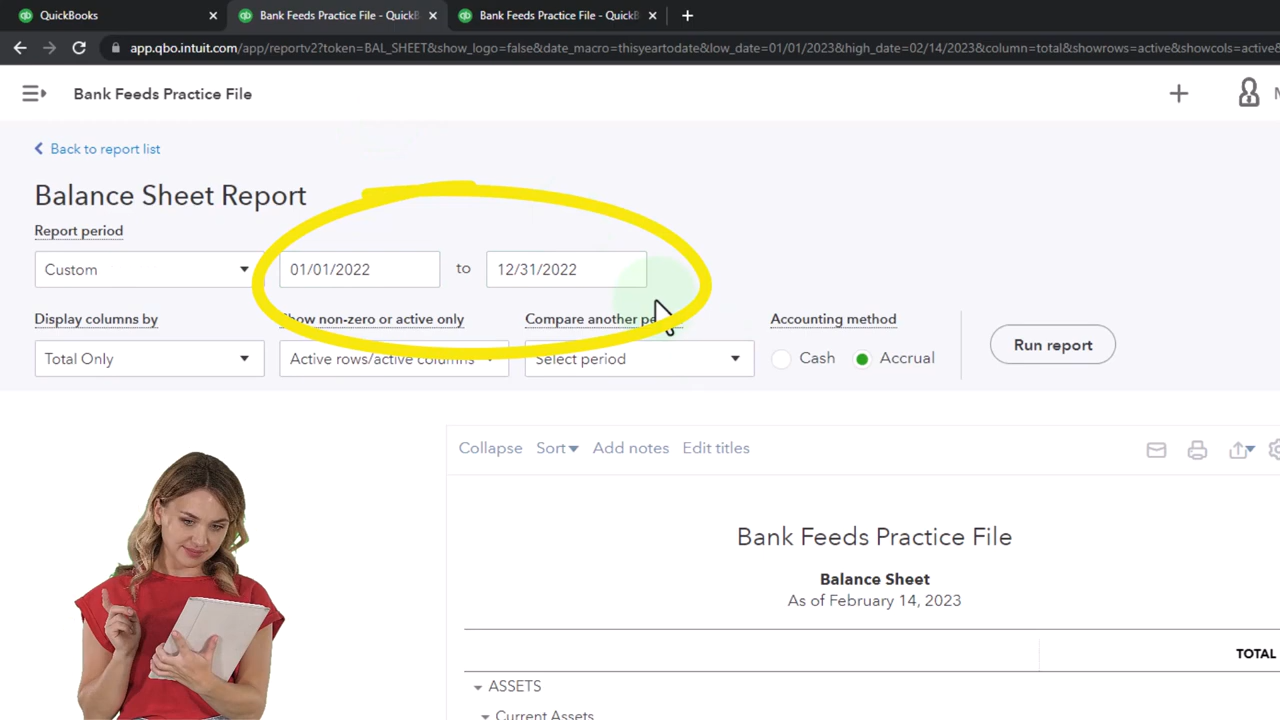 QuickBooks
Bank Feeds Practice File - QuickB
Bank Feeds Practice File - QuickB
app.qbo.intuit.com/app/reportv2?token=BAL_SHEET&show_logo=false&date_macro=thisyeartodate&low_date=01/01/2023&high_date=02/14/2023&column=total&showrows=active&showcols=active&
Bank Feeds Practice File
Back to report list
Balance Sheet Report
Report period
Custom 01/01/2022 to 12/31/2022
Display columns by Show non-zero or active only Compare another pe Accounting method
Total Only Active rows/active columns Select period Cash Accrual Run report
Collapse Sort Add notes Edit titles
Bank Feeds Practice File
Balance Sheet
As of February 14, 2023
TOTAL
ASSETS
Current Assets